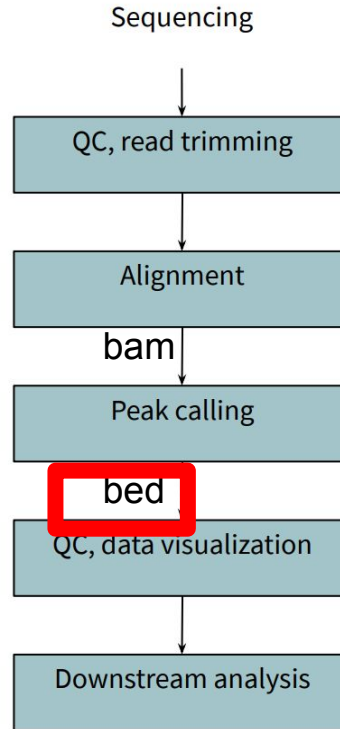 Sequencing
QC, read trimming
Alignment
bam
Peak calling
bed
QC, data visualization
Downstream analysis